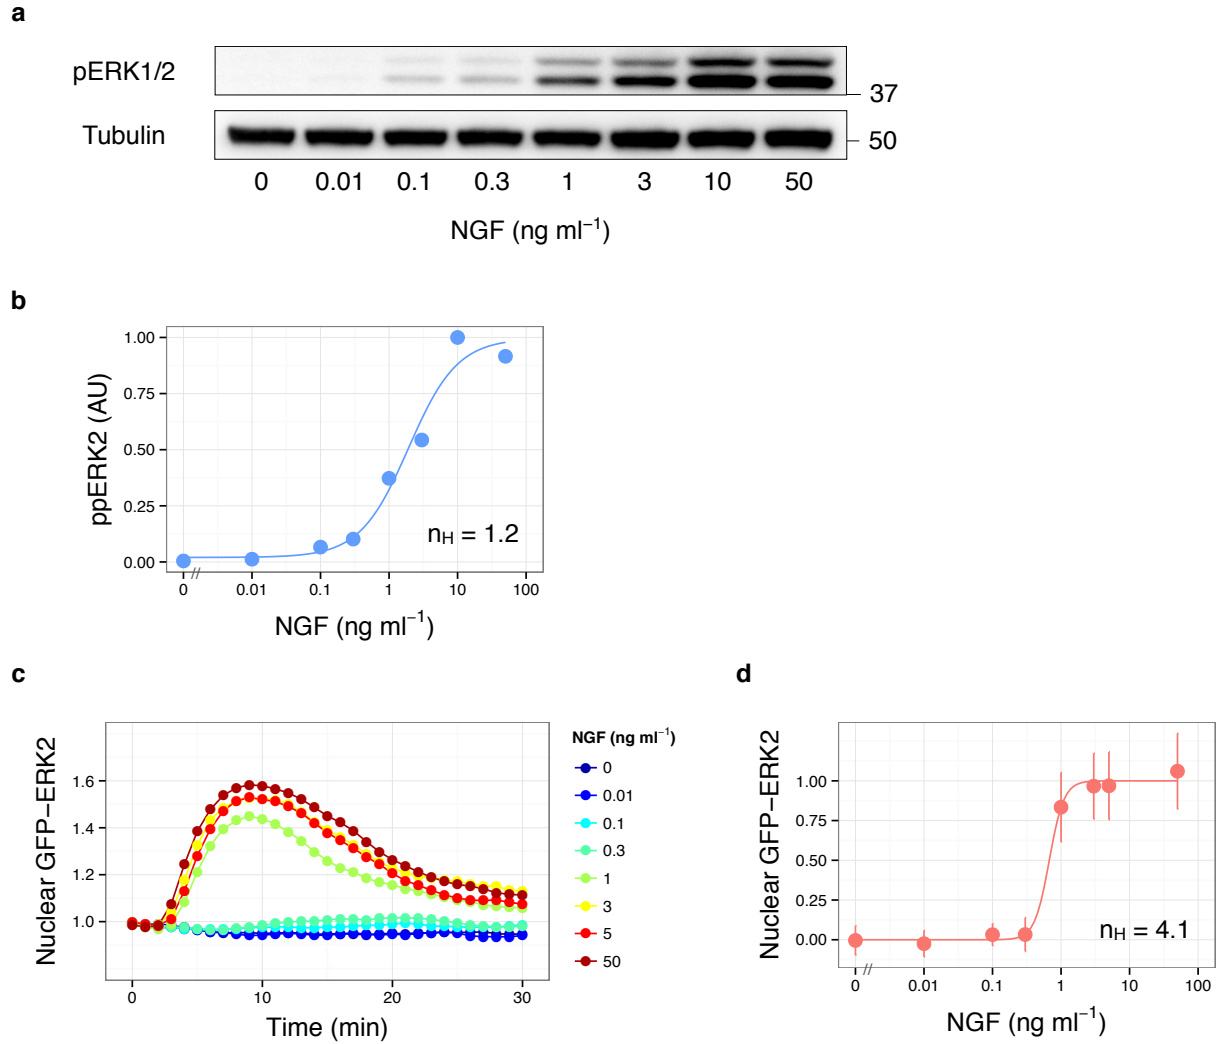 a
pERK1/2
37
Tubulin
50
0 0.01 0.1 0.3 1 3 10 50
NGF (ng ml⁻¹)
b
ppERK2 (AU)
1.00
0.75
0.50
0.25
0.00
n_H = 1.2
0 // 0.01 0.1 1 10 100
NGF (ng ml⁻¹)
c
Nuclear GFP−ERK2
1.6
1.4
1.2
1.0
0 10 20 30
Time (min)
NGF (ng ml⁻¹)
0
0.01
0.1
0.3
1
3
5
50
d
Nuclear GFP−ERK2
1.00
0.75
0.50
0.25
0.00
n_H = 4.1
0 // 0.01 0.1 1 10 100
NGF (ng ml⁻¹)